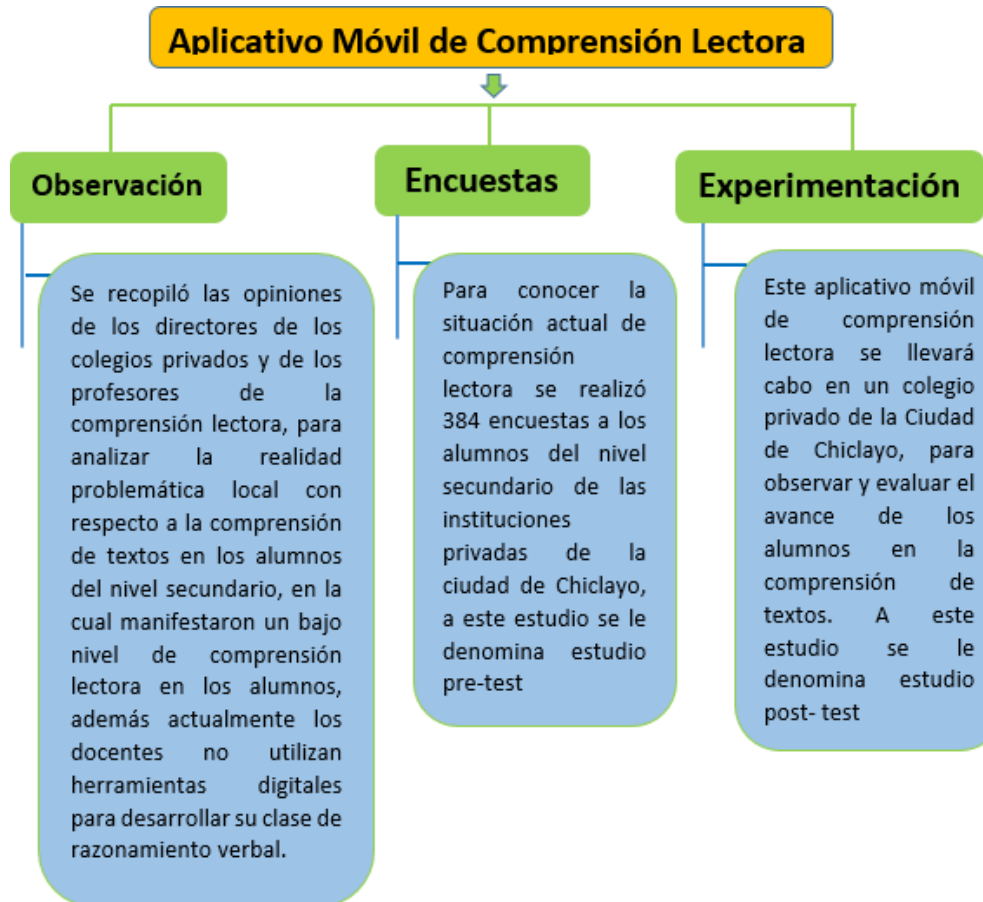 Aplicativo Móvil de Comprensión Lectora
Observación
Se recopiló las opiniones
de los directores de los
colegios privados y de los
profesores de la
comprensión lectora, para
analizar la realidad
problemática local con
respecto a la comprensión
de textos en los alumnos
del nivel secundario, en la
cual manifestaron un bajo
nivel de comprensión
lectora en los alumnos,
además actualmente los
docentes no utilizan
herramientas digitales
para desarrollar su clase de
razonamiento verbal.
Encuestas
Para conocer la
situación actual de
comprensión
lectora se realizó
384 encuestas a los
alumnos del nivel
secundario de las
instituciones
privadas de la
ciudad de Chiclayo,
a este estudio se le
denomina estudio
pre-test
Experimentación
Este aplicativo móvil
de comprensión
lectora se llevará
cabo en un colegio
privado de la Ciudad
de Chiclayo, para
observar y evaluar el
avance de los
alumnos en la
comprensión de
textos. A este
estudio se le
denomina estudio
post- test